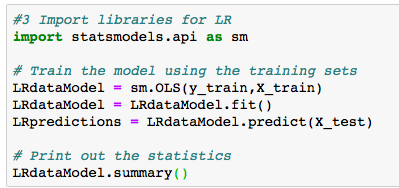 #3 Import libraries for LR
import statsmodels.api as sm
# Train the model using the training sets
LRdataModel = sm.OLS(y_train,X_train)
LRdataModel = LRdataModel.fit()
LRpredictions = LRdataModel.predict(X_test)
# Print out the statistics
LRdataModel.summary()